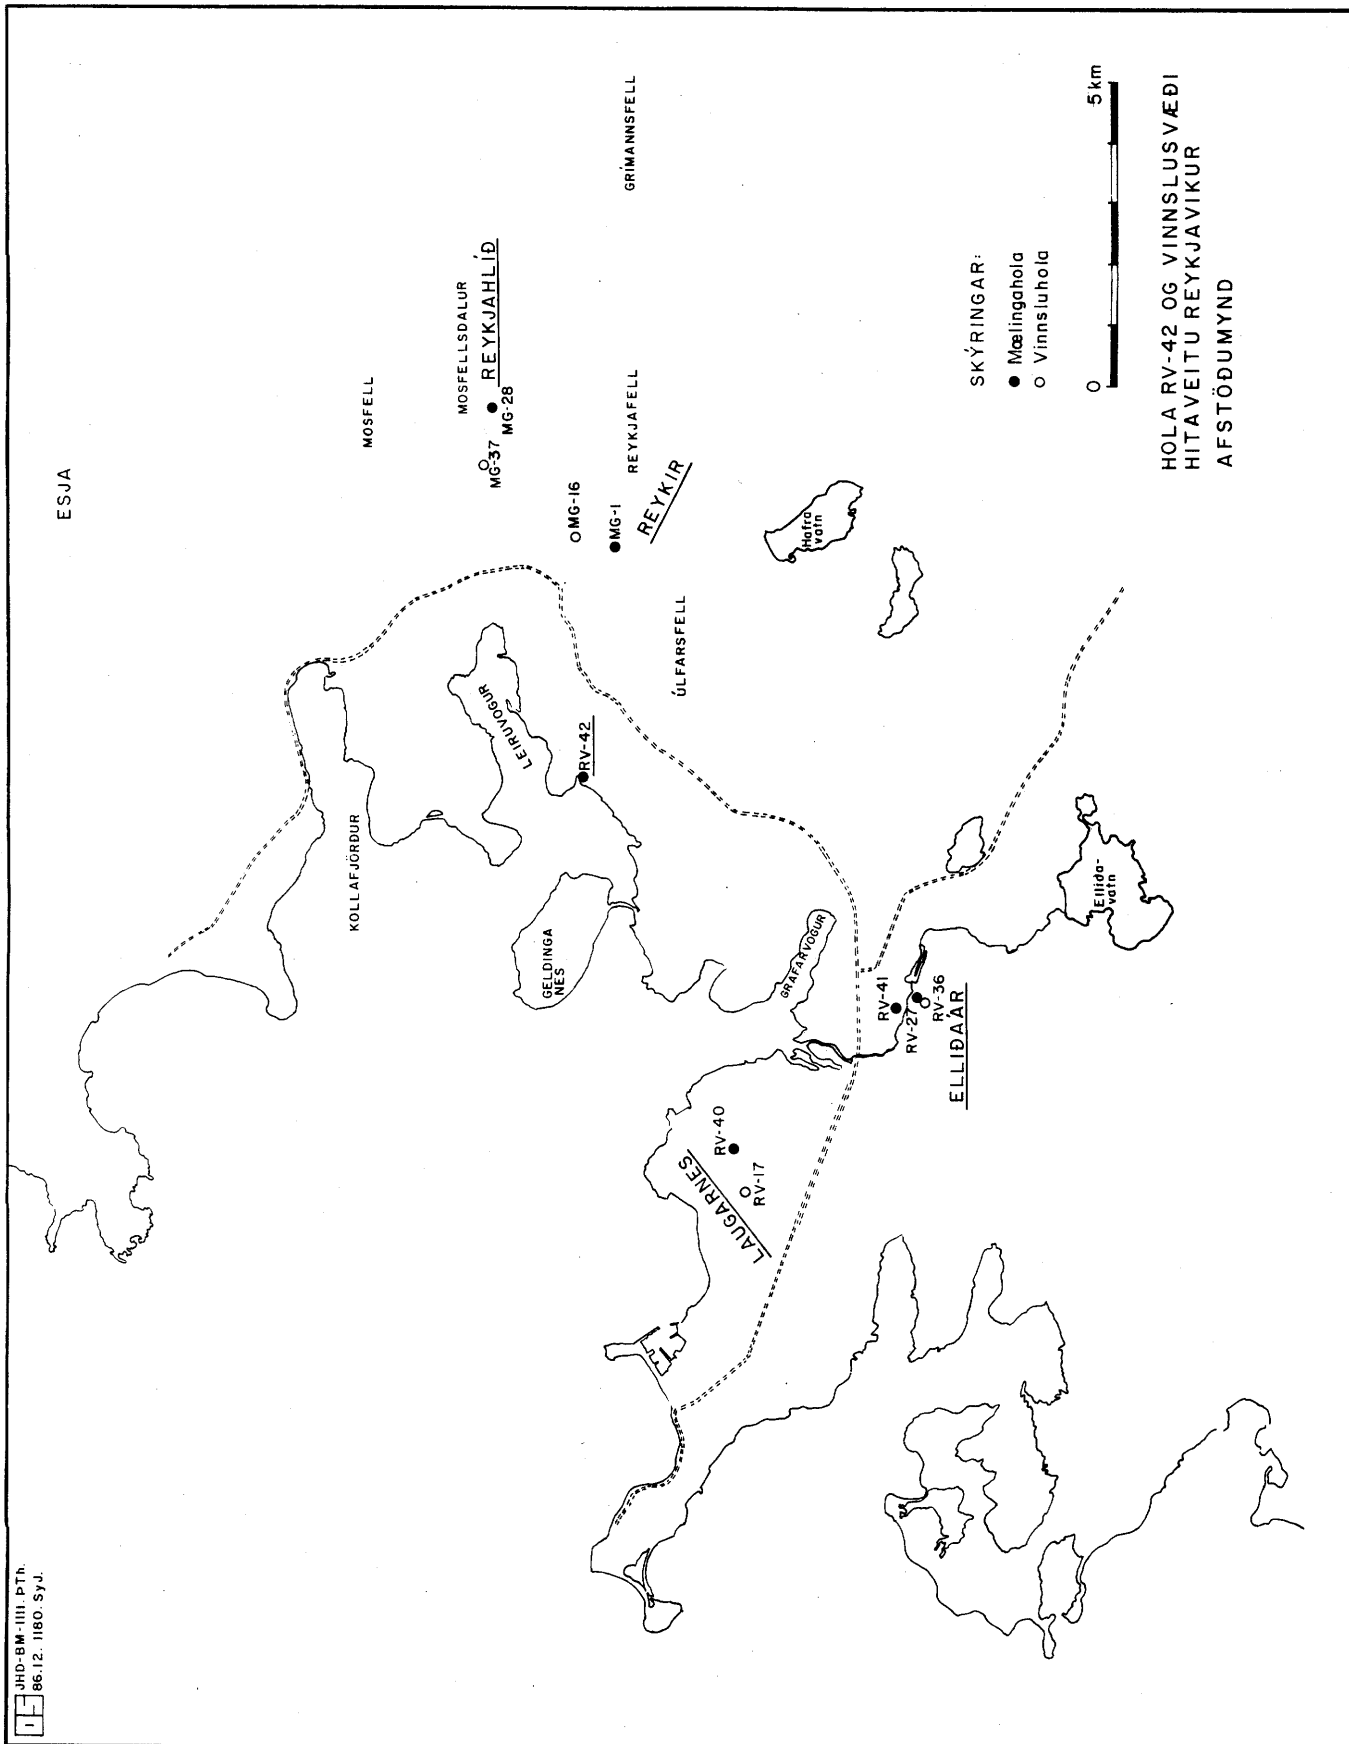 JHD-BM-1111. ÞTh.
86.12. 1180. SyJ.
ESJA
MOSFELL
MOSFELLSDALUR
REYKJAHLÍÐ
MG-37
MG-28
GRÍMANNSFELL
MG-16
MG-1
REYKJAFELL
REYKIR
KOLLAFJÖRÐUR
LEIRUVOGUR
RV-42
ÚLFARSFELL
GELDINGA
NES
Hafra
vatn
GRAFARVOGUR
RV-41
RV-27
RV-36
ELLIÐAÁR
Elliða-
vatn
RV-40
RV-17
LAUGARNES
SKÝRINGAR:
Mælingahola
Vinnsluhola
0
5 km
HOLA RV-42 OG VINNSLUSVÆÐI
HITAVEITU REYKJAVIKUR
AFSTÖÐUMYND